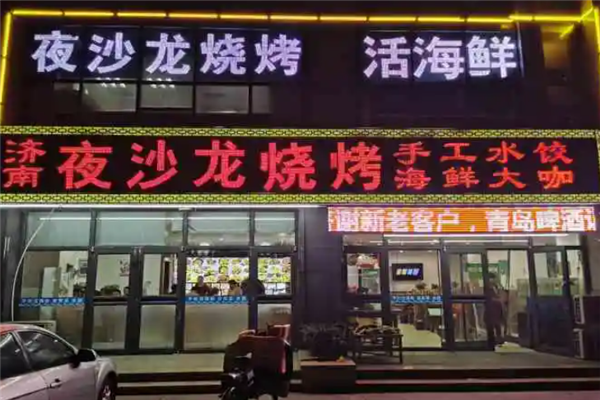 夜沙龙烧烤 活海鲜
济南 夜沙龙烧烤 手工水饺
海鲜大咖
谢新老客户，青岛啤酒